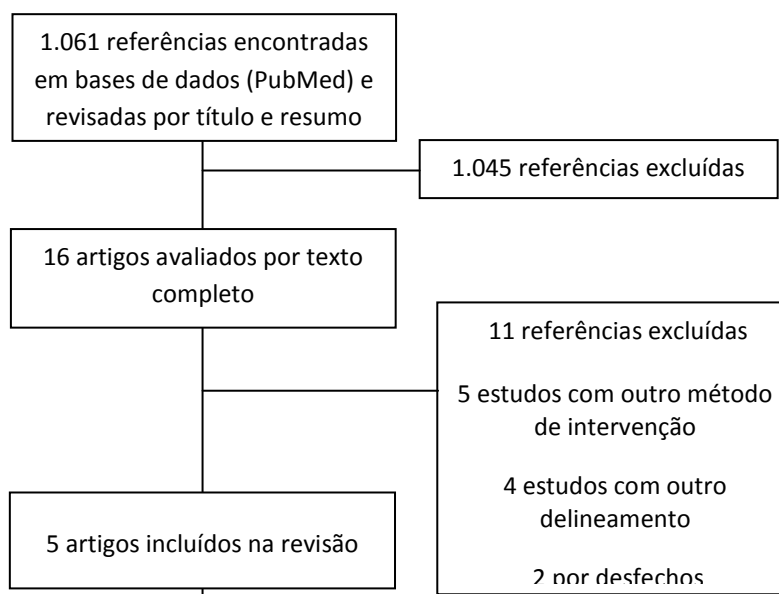 1.061 referências encontradas
em bases de dados (PubMed) e
revisadas por título e resumo
1.045 referências excluídas
16 artigos avaliados por texto
completo
11 referências excluídas
5 estudos com outro método
de intervenção
4 estudos com outro
delineamento
2 por desfechos
5 artigos incluídos na revisão